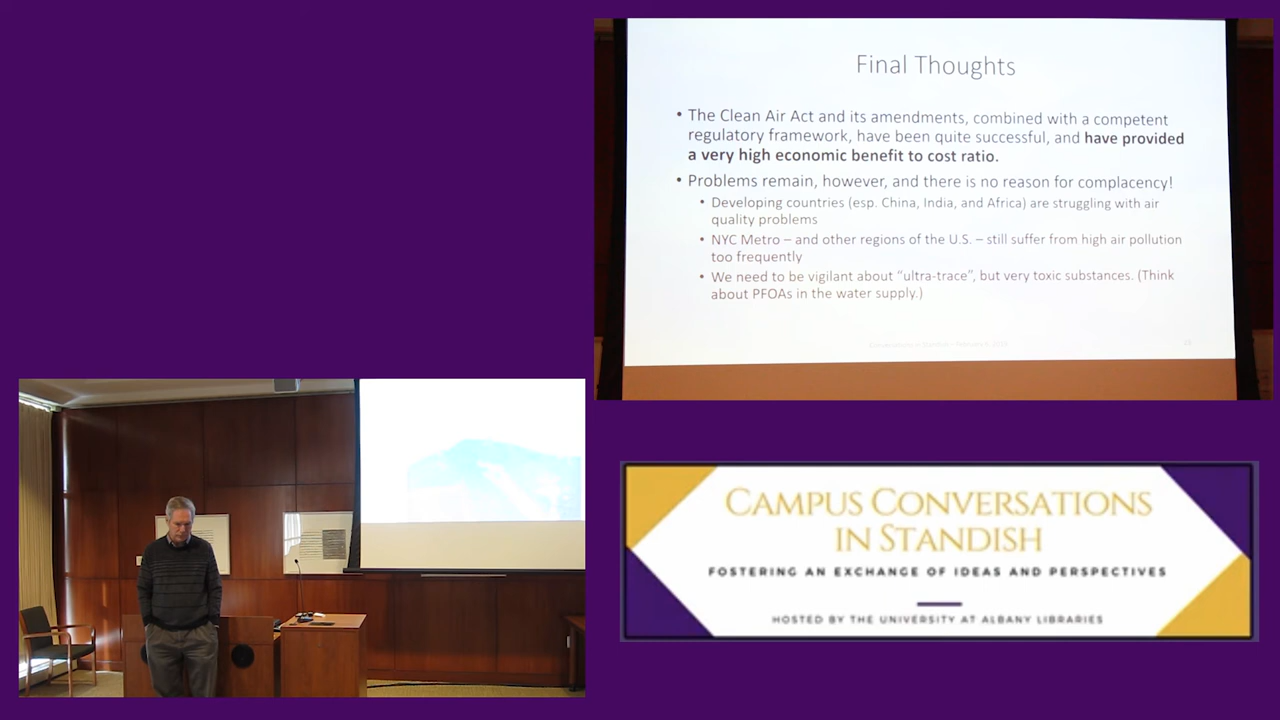 Final Thoughts
• The Clean Air Act and its amendments, combined with a competent
regulatory framework, have been quite successful, and have provided
a very high economic benefit to cost ratio.
• Problems remain, however, and there is no reason for complacency!
• Developing countries (esp. China, India, and Africa) are struggling with air
quality problems
• NYC Metro – and other regions of the U.S. – still suffer from high air pollution
too frequently
• We need to be vigilant about "ultra-trace", but very toxic substances. (Think
about PFOAs in the water supply.)
CAMPUS CONVERSATIONS
IN STANDISH
FOSTERING AN EXCHANGE OF IDEAS AND PERSPECTIVES
HOSTED BY THE UNIVERSITY AT ALBANY LIBRARIES